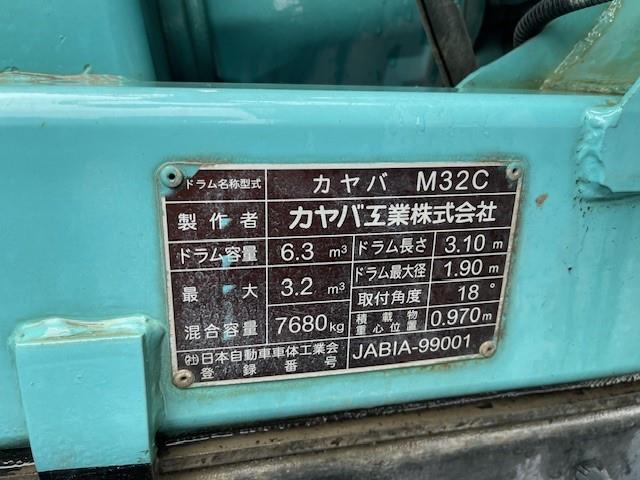 ドラム名称型式 カヤバ M32C
製作者 カヤバ工業株式会社
ドラム容量 6.3 m³ ドラム長さ 3.10 m
最大 3.2 m³ ドラム最大径 1.90 m
混合容量 7680kg 取付角度 18°
積載物重心位置 0.970m
㈳日本自動車車体工業会
登録番号 JABIA-99001